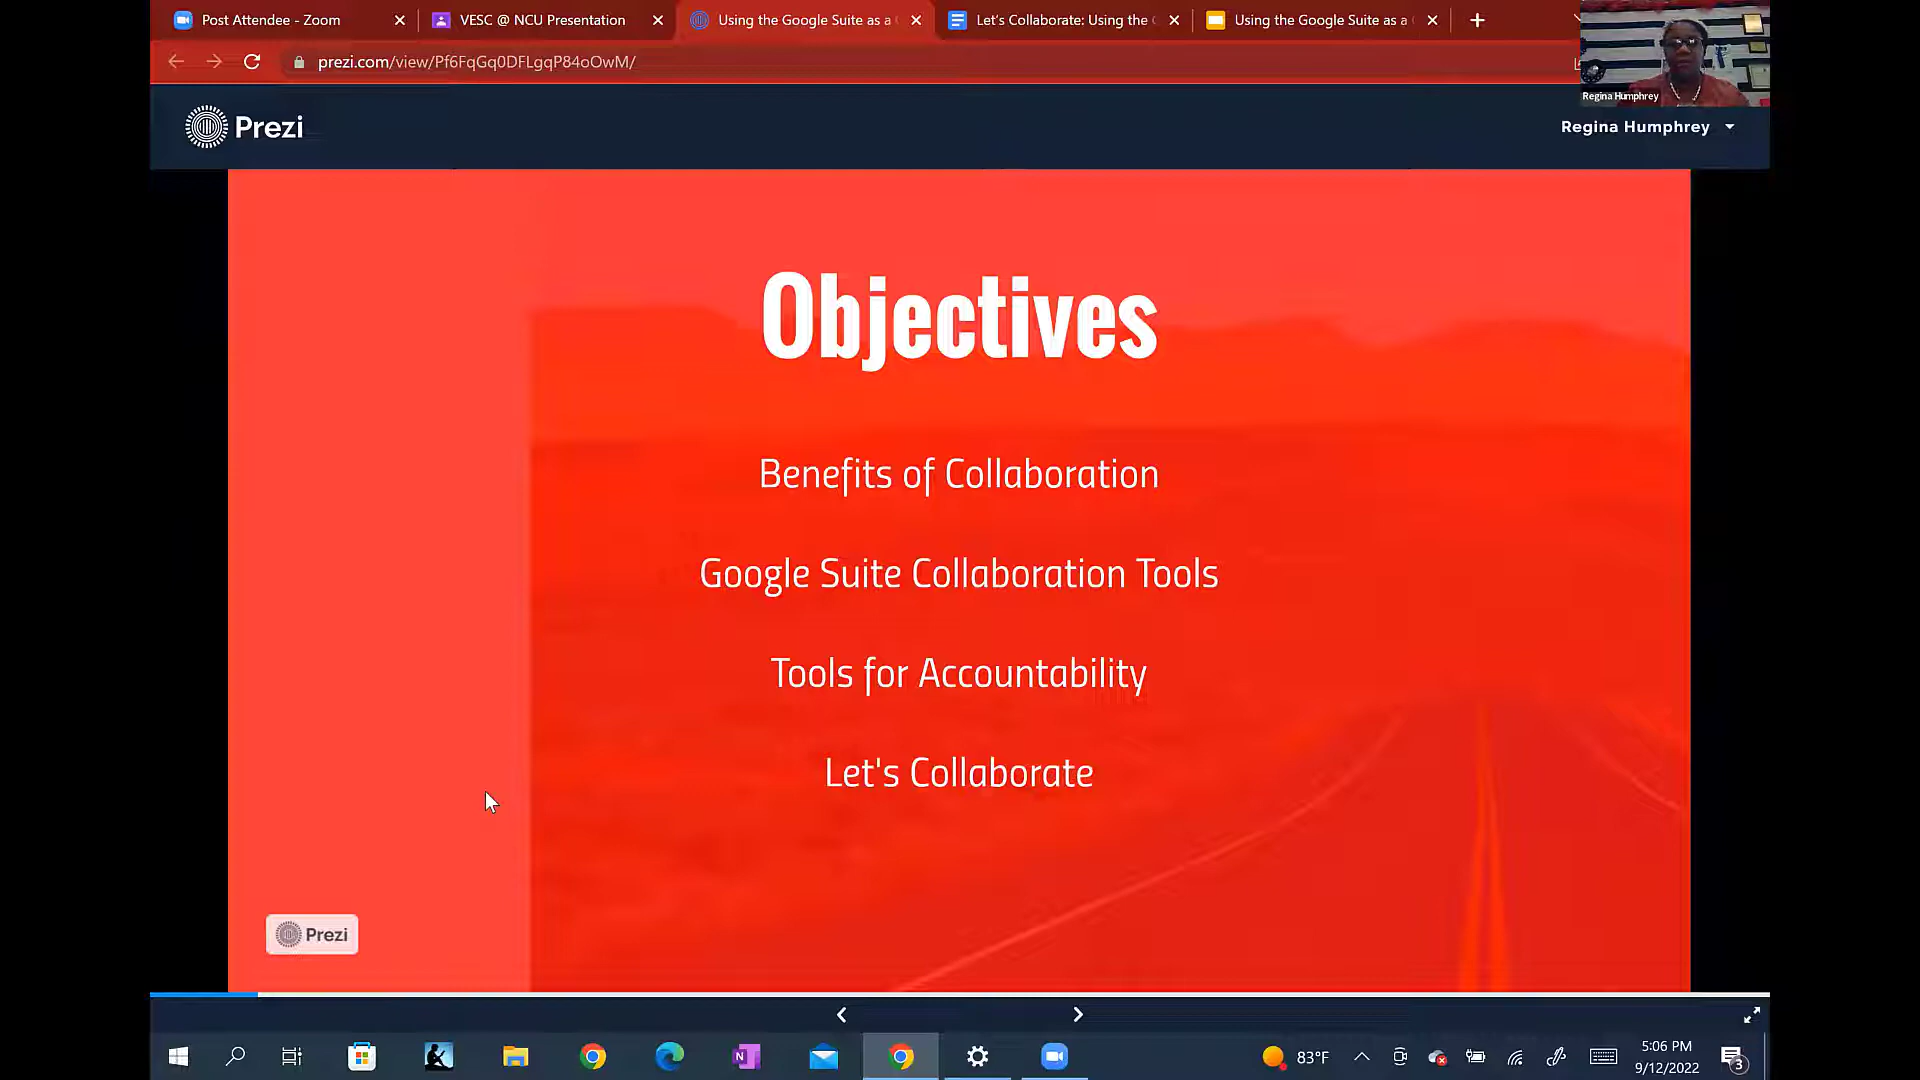 Post Attendee - Zoom
VESC @ NCU Presentation
Using the Google Suite as a
Let's Collaborate: Using the
Using the Google Suite as a
prezi.com/view/Pf6FqGq0DFLgqP84oOwM/
Regina Humphrey
Prezi
Regina Humphrey
Objectives
Benefits of Collaboration
Google Suite Collaboration Tools
Tools for Accountability
Let's Collaborate
Prezi
83°F
5:06 PM
9/12/2022
3